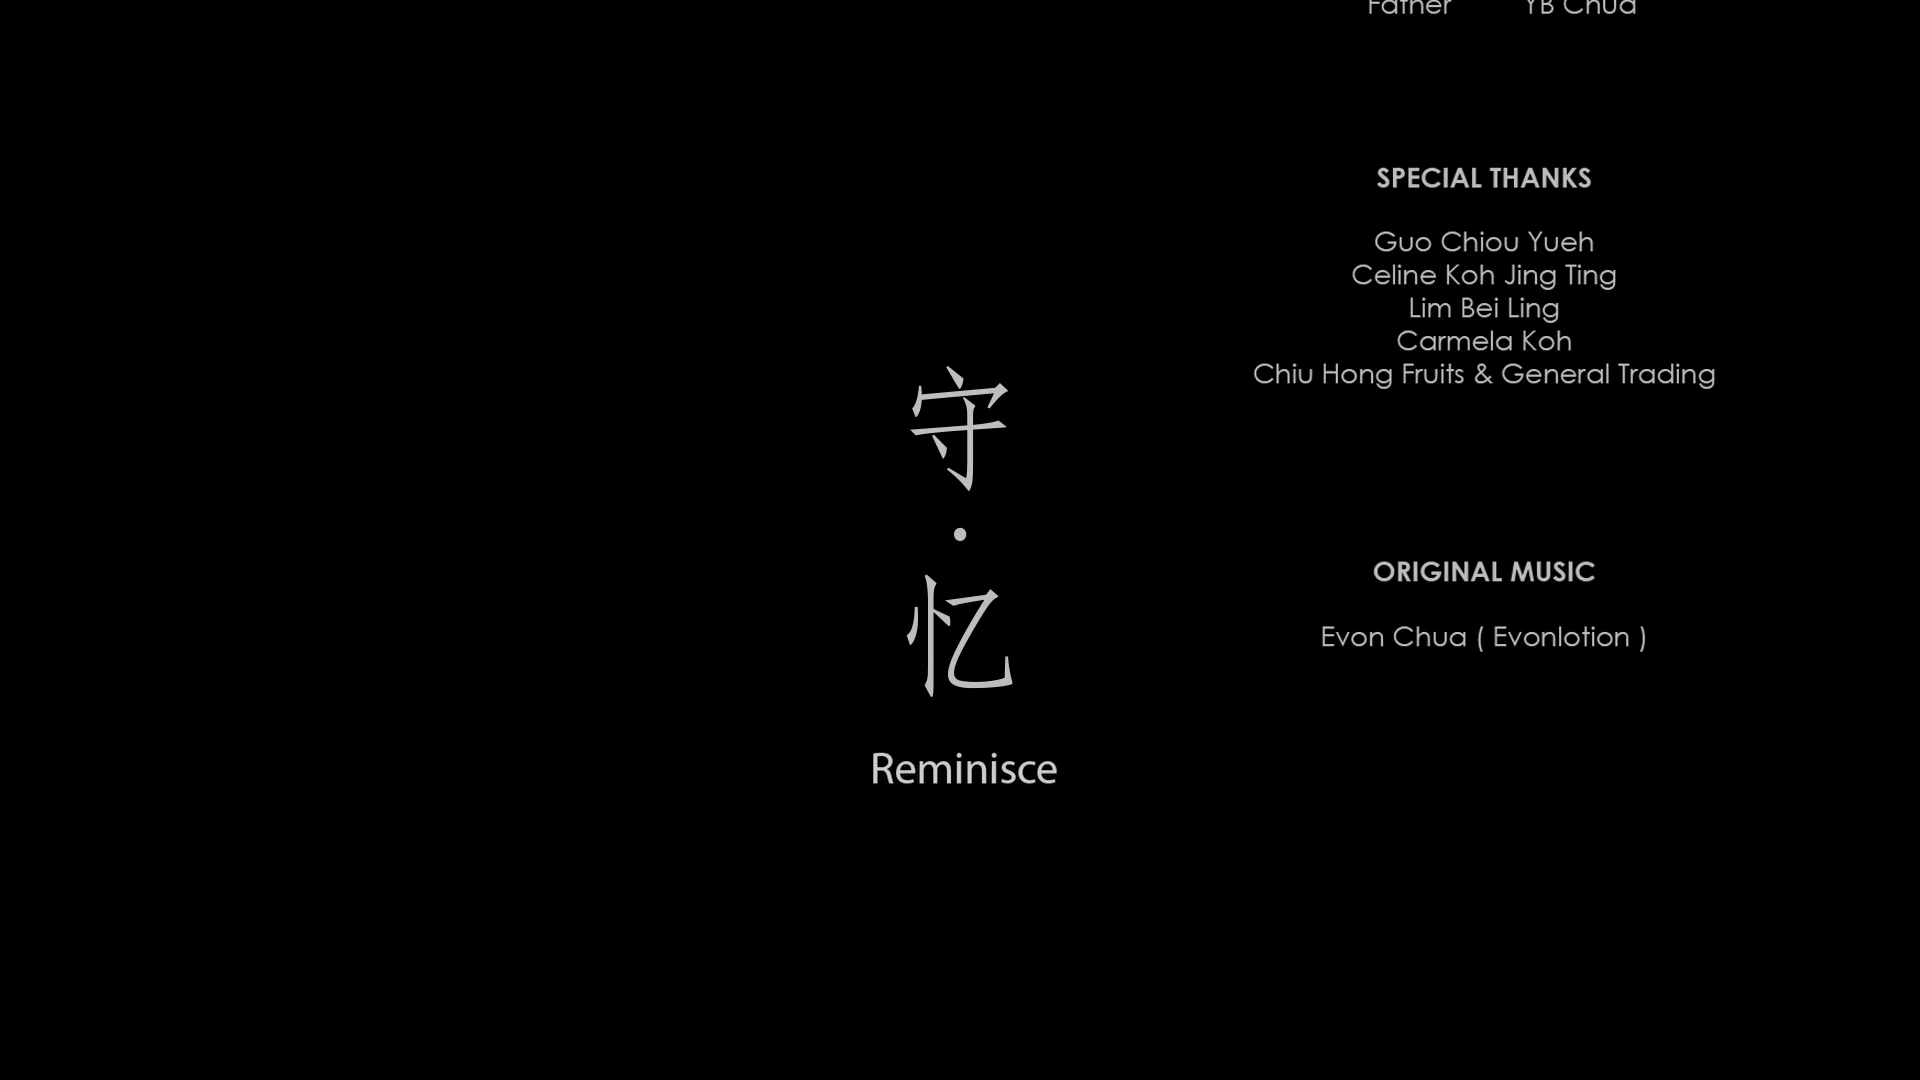 Father YB Chua
SPECIAL THANKS
Guo Chiou Yueh
Celine Koh Jing Ting
Lim Bei Ling
Carmela Koh
Chiu Hong Fruits & General Trading
守
·
忆
Reminisce
ORIGINAL MUSIC
Evon Chua ( Evonlotion )